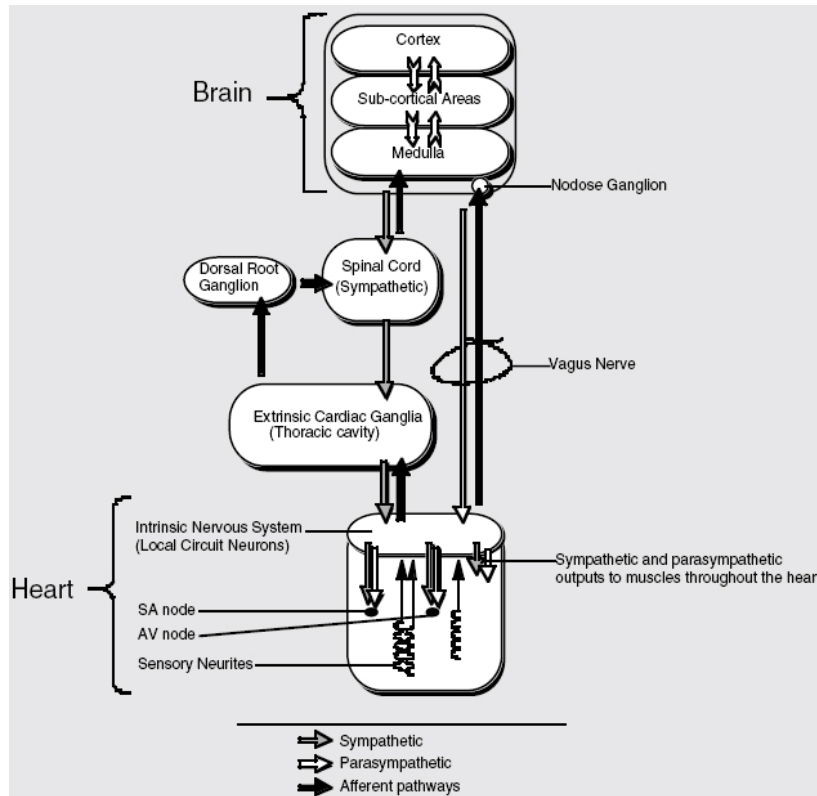 Cortex
Brain
Sub-cortical Areas
Medulla
Nodose Ganglion
Dorsal Root
Ganglion
Spinal Cord
(Sympathetic)
Vagus Nerve
Extrinsic Cardiac Ganglia
(Thoracic cavity)
Intrinsic Nervous System
(Local Circuit Neurons)
Sympathetic and parasympathetic
outputs to muscles throughout the hear
Heart
SA node
AV node
Sensory Neurites
Sympathetic
Parasympathetic
Afferent pathways